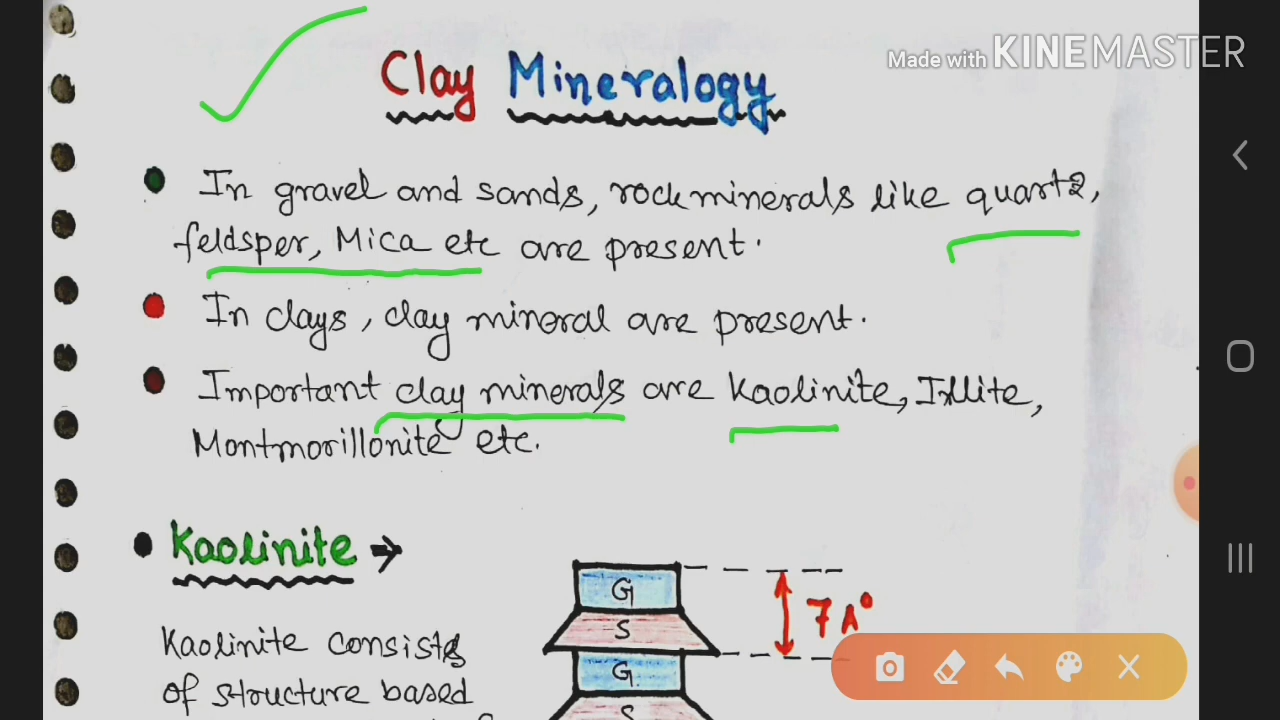 Made with KINEMASTER
Clay Mineralogy
In gravel and sands, rock minerals like quartz,
feldsper, Mica etc are present.
In clays, clay mineral are present.
Important clay minerals are Kaolinite, Illite,
Montmorillonite etc.
Kaolinite →
G
7 A°
S
G
S
Kaolinite consists
of structure based